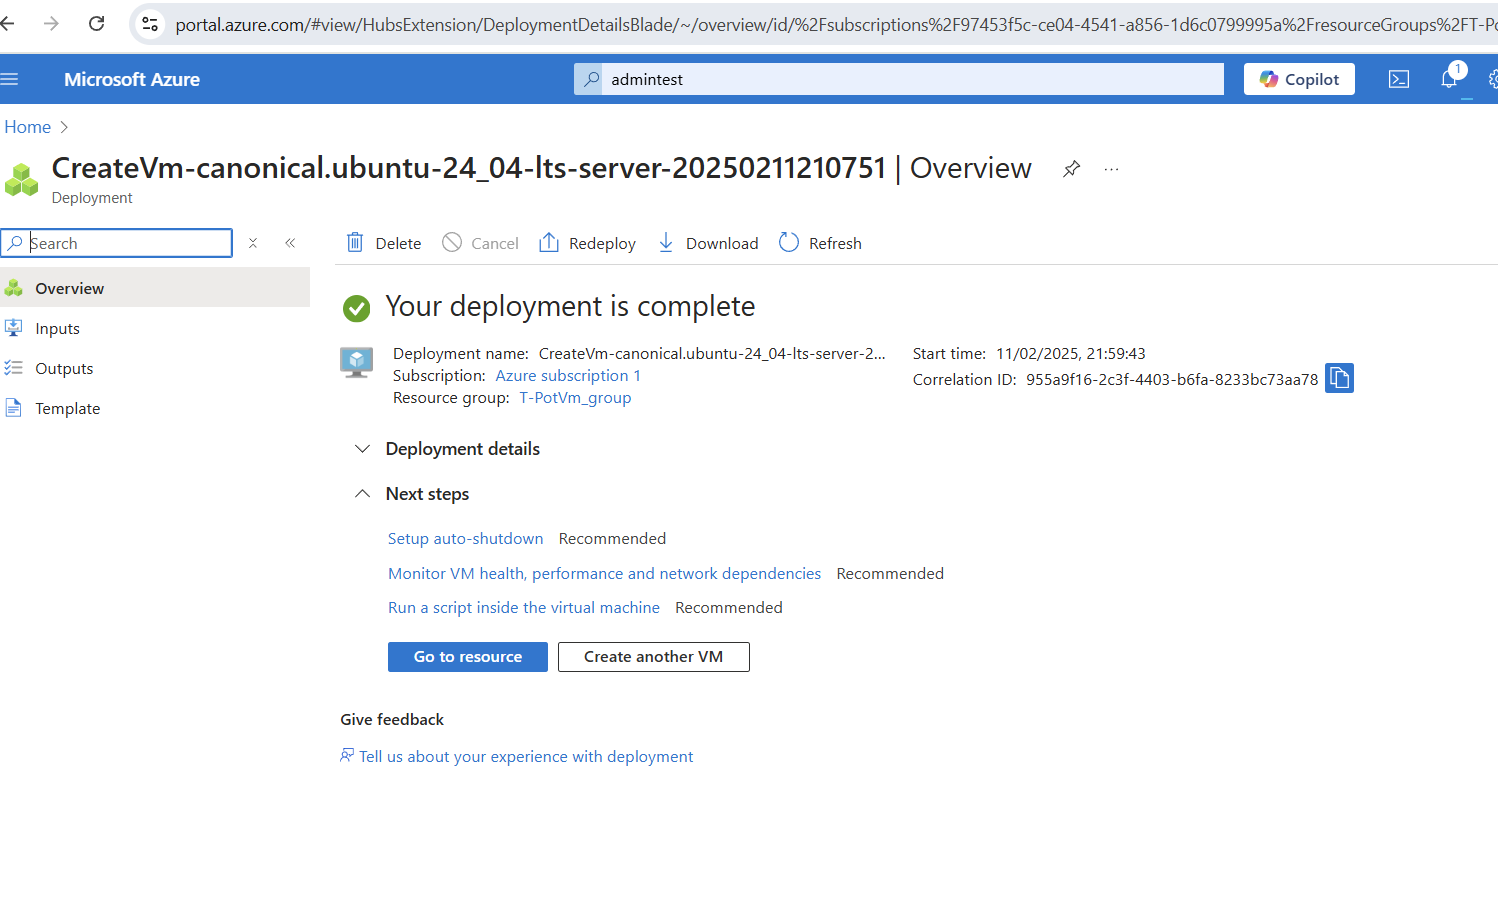 portal.azure.com/#view/HubsExtension/DeploymentDetailsBlade/~/overview/id/%2Fsubscriptions%2F97453f5c-ce04-4541-a856-1d6c0799995a%2FresourceGroups%2FT-Po
Microsoft Azure
admintest
Copilot
1
Home
CreateVm-canonical.ubuntu-24_04-lts-server-20250211210751 | Overview
...
Deployment
Search
Delete
Cancel
Redeploy
Download
Refresh
Overview
Inputs
Outputs
Template
Your deployment is complete
Deployment name: CreateVm-canonical.ubuntu-24_04-lts-server-2...
Subscription: Azure subscription 1
Resource group: T-PotVm_group
Start time: 11/02/2025, 21:59:43
Correlation ID: 955a9f16-2c3f-4403-b6fa-8233bc73aa78
Deployment details
Next steps
Setup auto-shutdown Recommended
Monitor VM health, performance and network dependencies Recommended
Run a script inside the virtual machine Recommended
Go to resource
Create another VM
Give feedback
Tell us about your experience with deployment